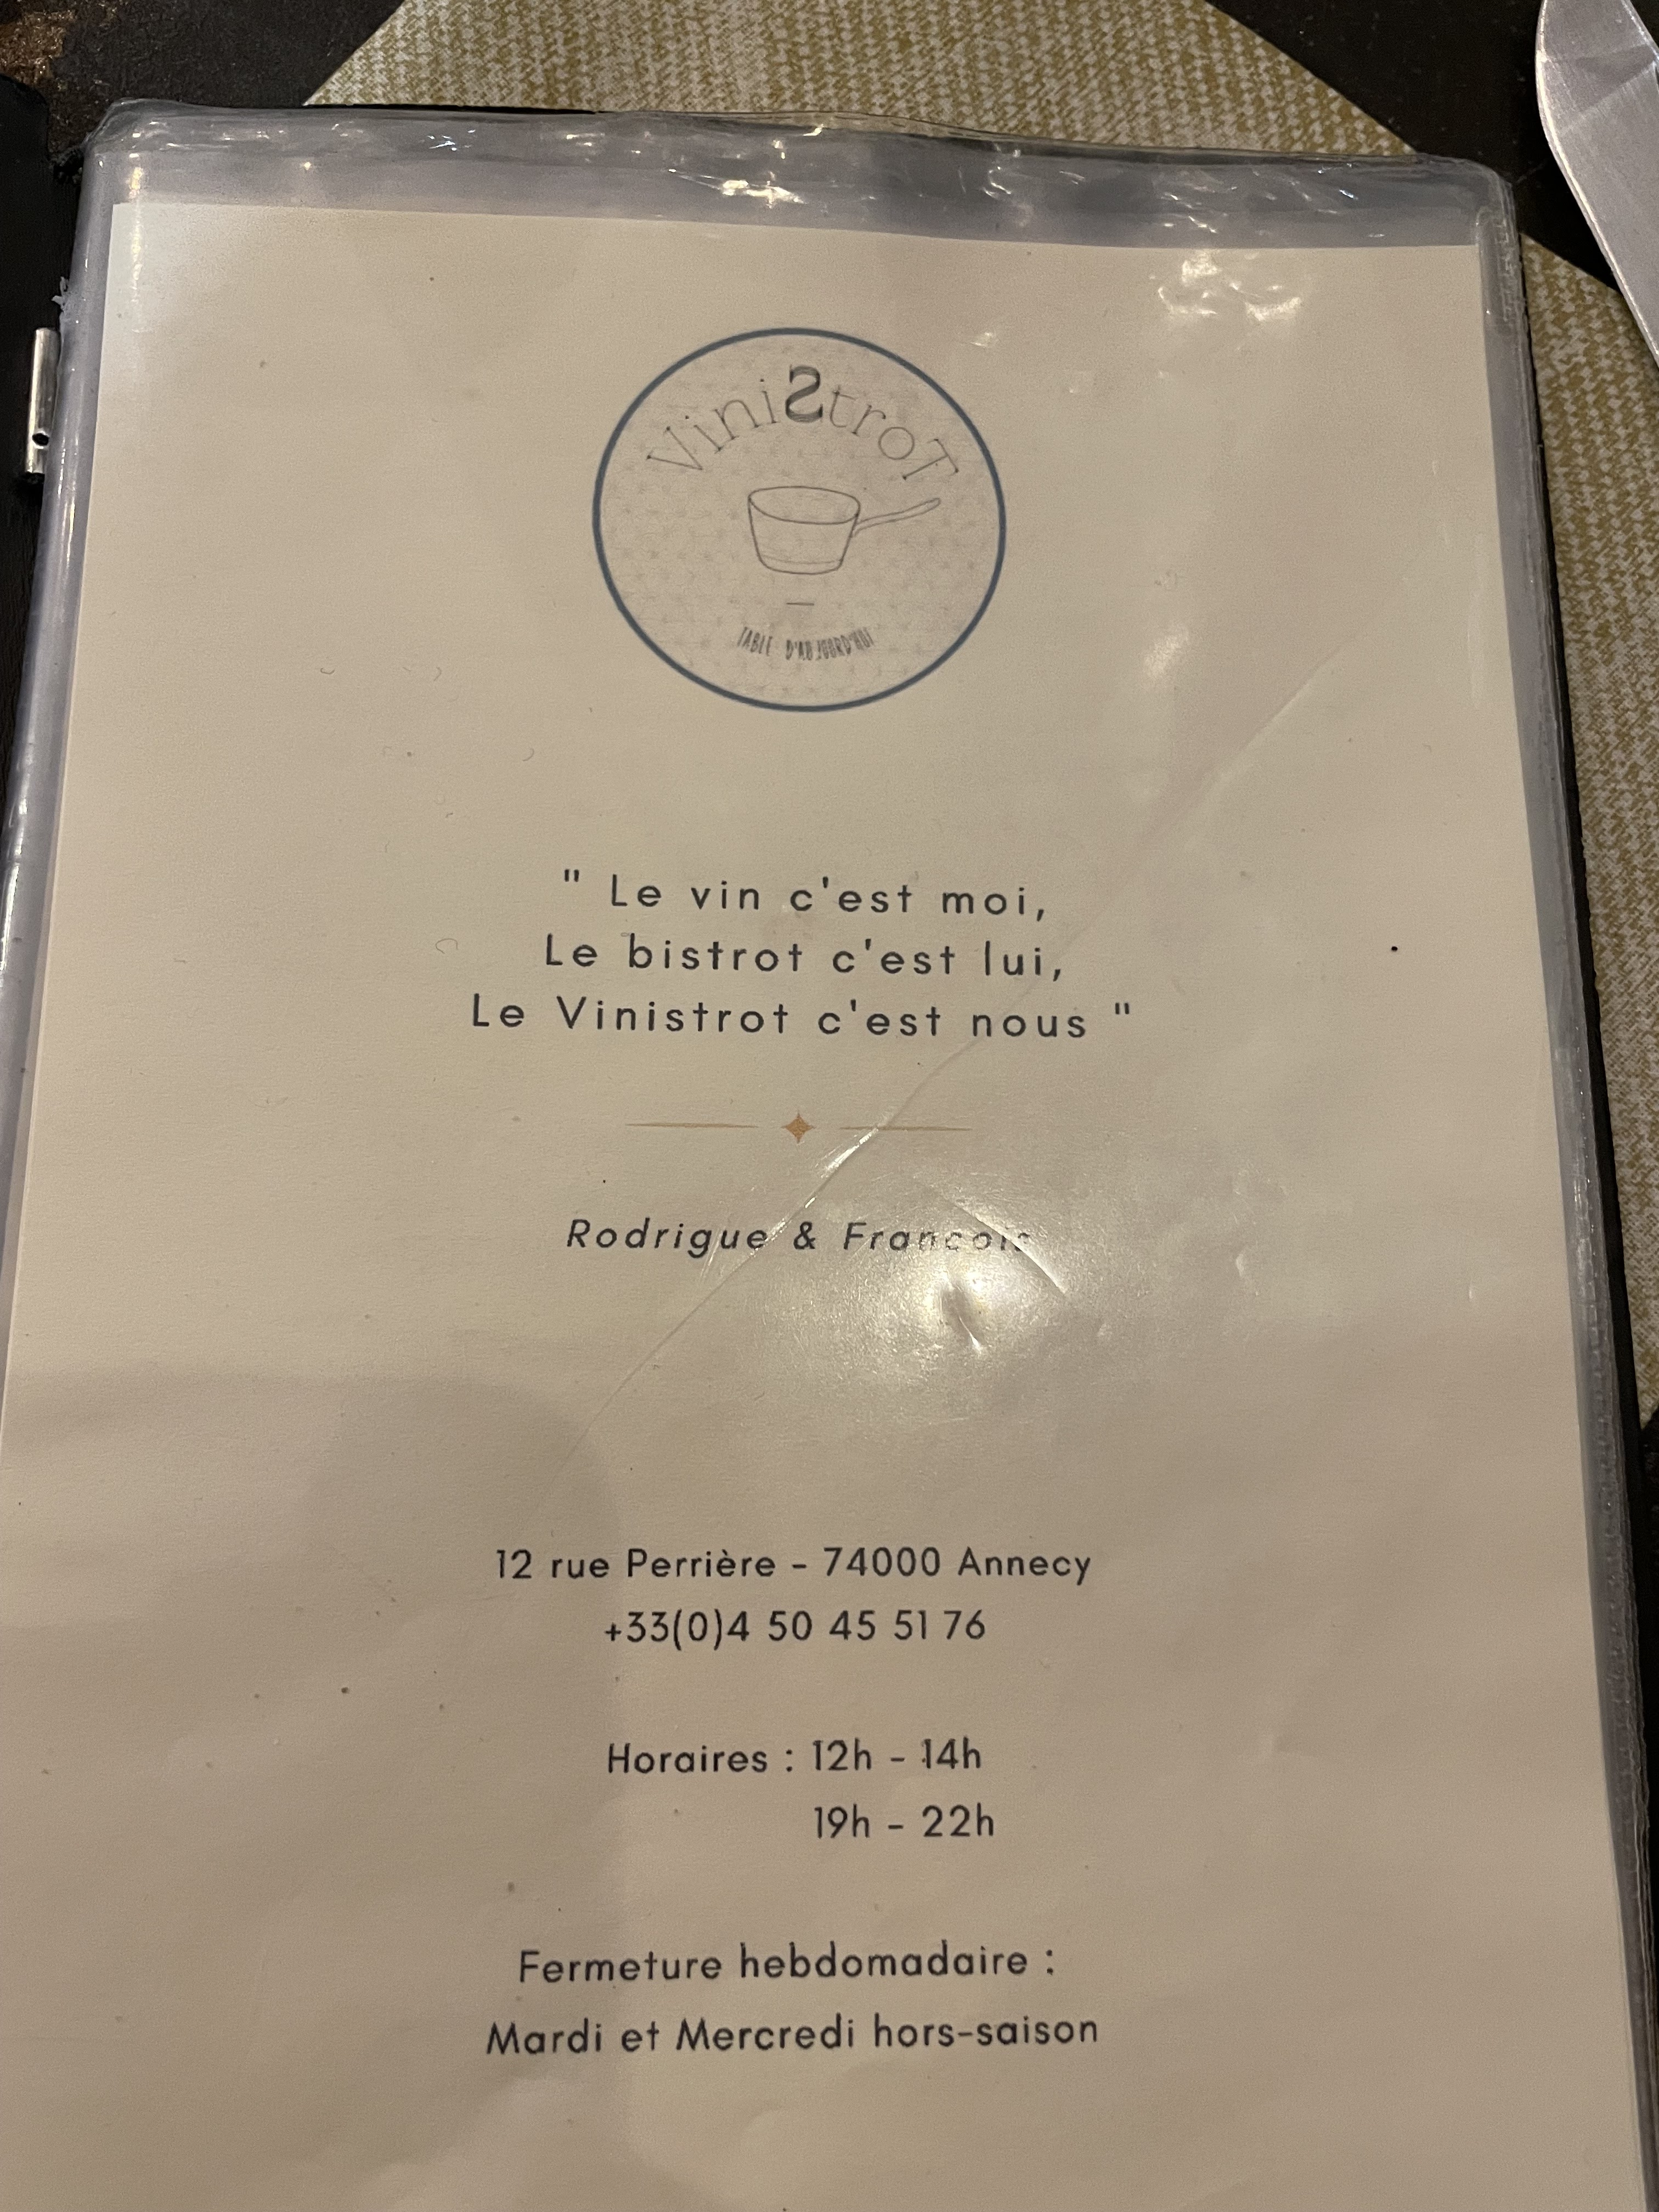 ViniStroT
TABLE D'AUJOURD'HUI
" Le vin c'est moi,
Le bistrot c'est lui,
Le Vinistrot c'est nous "
Rodrigue & François
12 rue Perrière - 74000 Annecy
+33(0)4 50 45 51 76
Horaires : 12h - 14h
19h - 22h
Fermeture hebdomadaire :
Mardi et Mercredi hors-saison